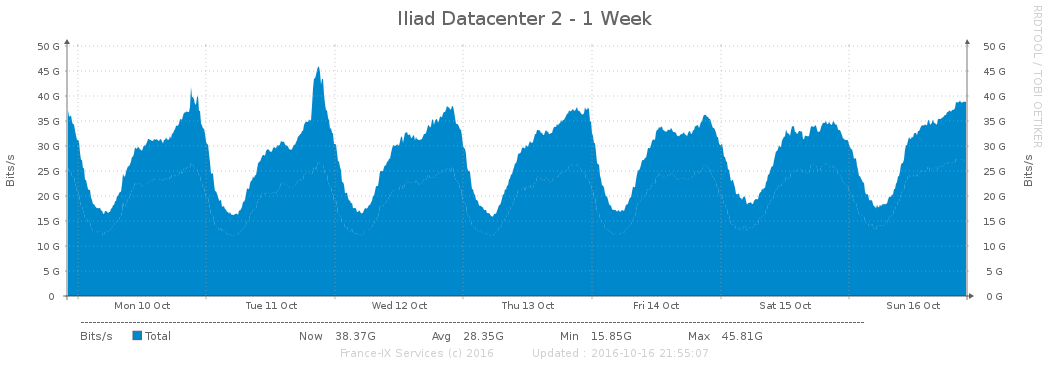 Iliad Datacenter 2 - 1 Week
RRDTOOL / TOBI OETIKER
50 G 50 G
45 G 45 G
40 G 40 G
35 G 35 G
30 G 30 G
25 G 25 G
20 G 20 G
15 G 15 G
10 G 10 G
5 G 5 G
0 0 G
Bits/s
Bits/s
Mon 10 Oct Tue 11 Oct Wed 12 Oct Thu 13 Oct Fri 14 Oct Sat 15 Oct Sun 16 Oct
Bits/s Total Now 38.37G Avg 28.35G Min 15.85G Max 45.81G
France-IX Services (c) 2016 Updated : 2016-10-16 21:55:07